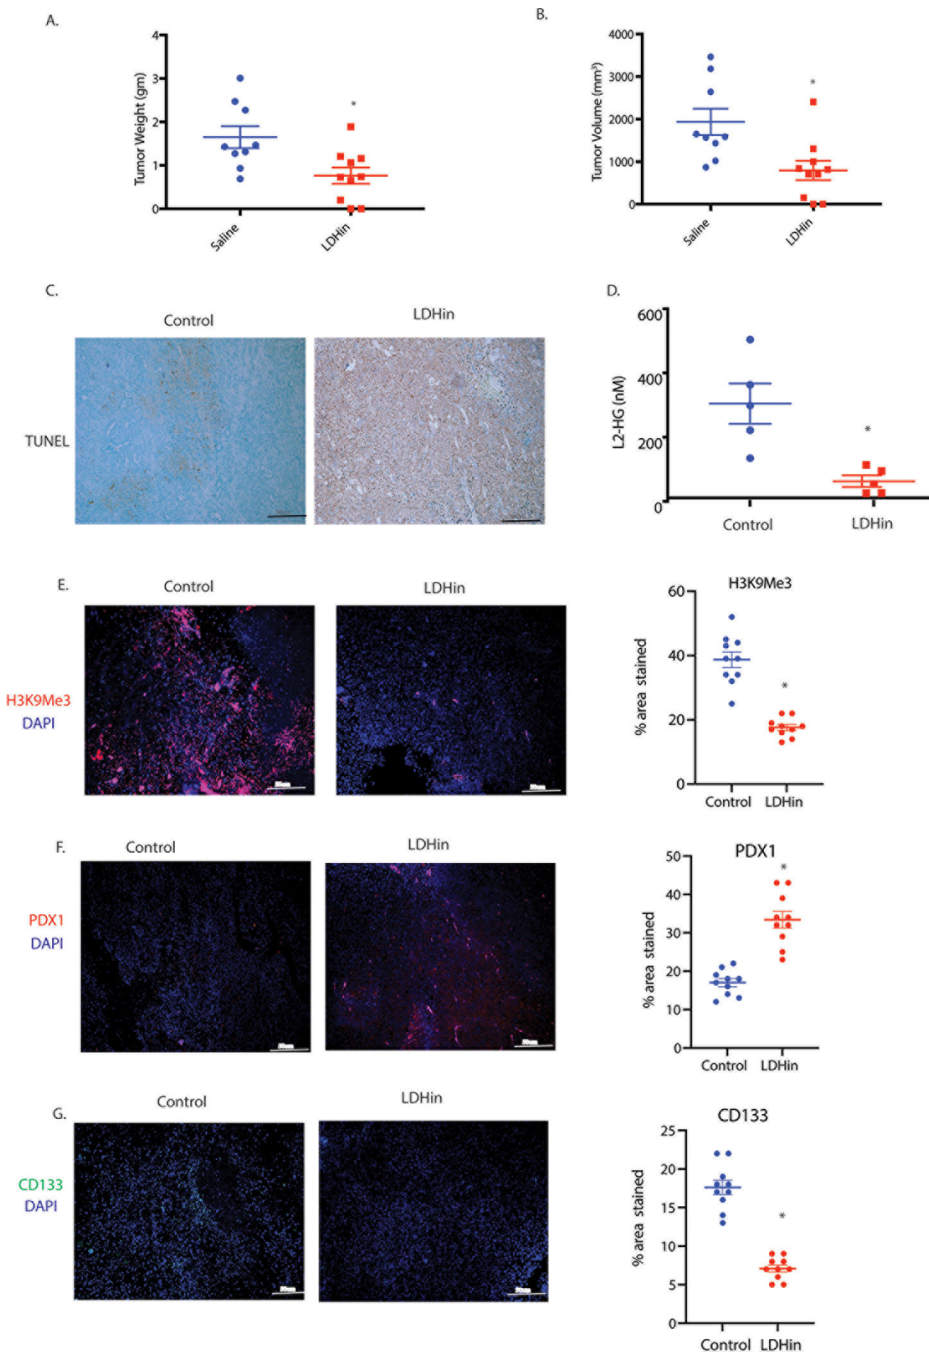 A.
Tumor Weight (gm)
4
3
2
1
0
*
Saline
LDHin
B.
Tumor Volume (mm³)
4000
3000
2000
1000
0
*
Saline
LDHin
C.
Control
LDHin
TUNEL
D.
L2-HG (nM)
600
400
200
0
*
Control
LDHin
E.
Control
LDHin
H3K9Me3
DAPI
H3K9Me3
% area stained
60
40
20
0
*
Control
LDHin
F.
Control
LDHin
PDX1
DAPI
PDX1
% area stained
50
40
30
20
10
0
*
Control
LDHin
G.
Control
LDHin
CD133
DAPI
CD133
% area stained
25
20
15
10
5
0
*
Control
LDHin